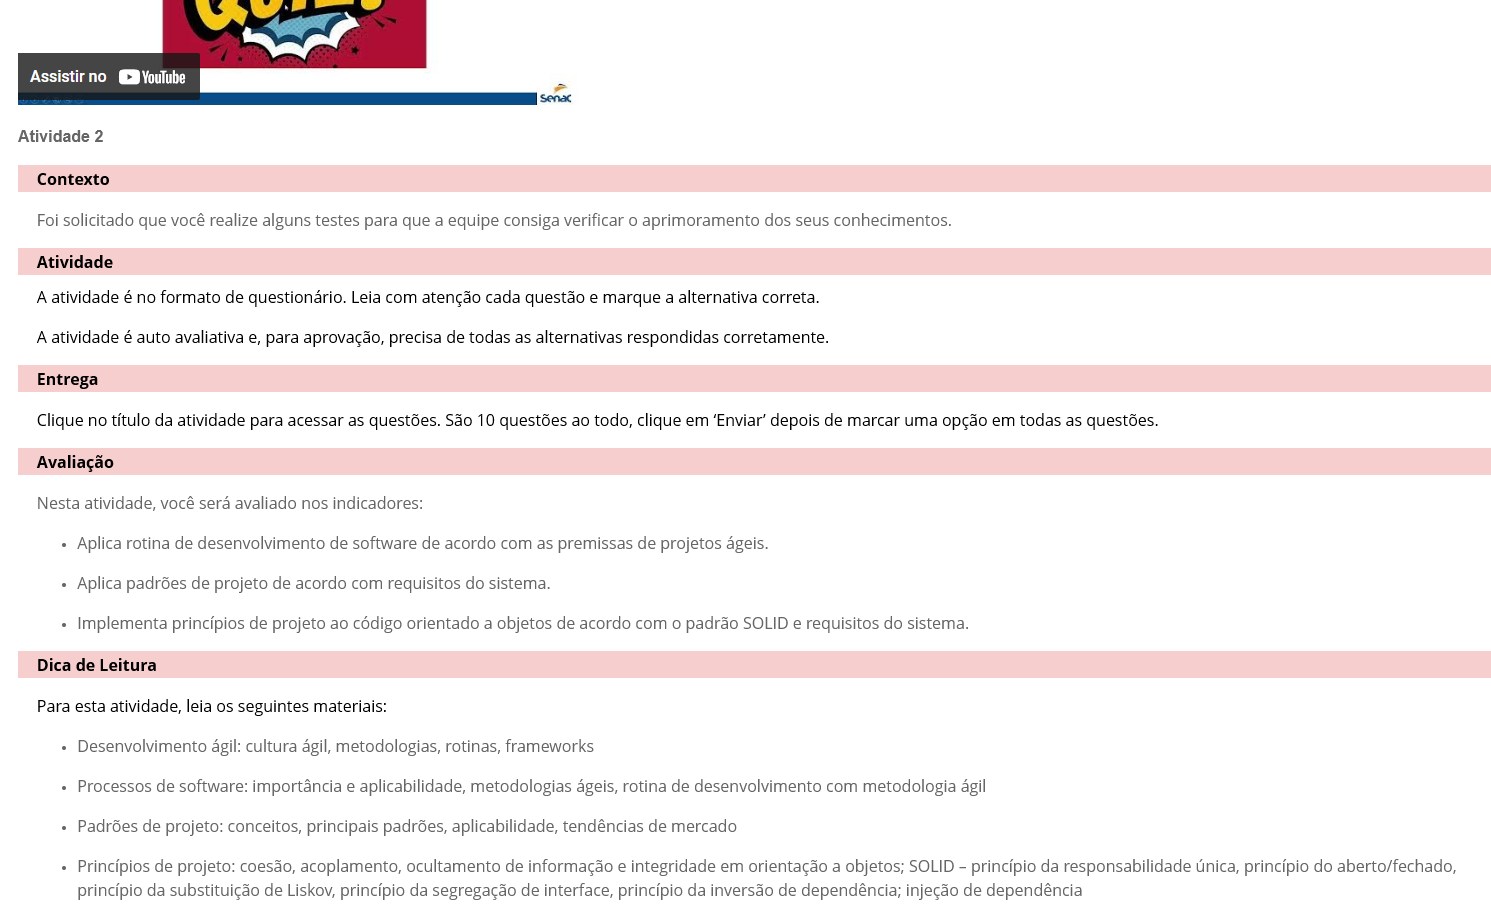 QUIZ!
Assistir no YouTube
senac
Atividade 2
Contexto
Foi solicitado que você realize alguns testes para que a equipe consiga verificar o aprimoramento dos seus conhecimentos.
Atividade
A atividade é no formato de questionário. Leia com atenção cada questão e marque a alternativa correta.
A atividade é auto avaliativa e, para aprovação, precisa de todas as alternativas respondidas corretamente.
Entrega
Clique no título da atividade para acessar as questões. São 10 questões ao todo, clique em ‘Enviar’ depois de marcar uma opção em todas as questões.
Avaliação
Nesta atividade, você será avaliado nos indicadores:
• Aplica rotina de desenvolvimento de software de acordo com as premissas de projetos ágeis.
• Aplica padrões de projeto de acordo com requisitos do sistema.
• Implementa princípios de projeto ao código orientado a objetos de acordo com o padrão SOLID e requisitos do sistema.
Dica de Leitura
Para esta atividade, leia os seguintes materiais:
• Desenvolvimento ágil: cultura ágil, metodologias, rotinas, frameworks
• Processos de software: importância e aplicabilidade, metodologias ágeis, rotina de desenvolvimento com metodologia ágil
• Padrões de projeto: conceitos, principais padrões, aplicabilidade, tendências de mercado
• Princípios de projeto: coesão, acoplamento, ocultamento de informação e integridade em orientação a objetos; SOLID – princípio da responsabilidade única, princípio do aberto/fechado,
princípio da substituição de Liskov, princípio da segregação de interface, princípio da inversão de dependência; injeção de dependência